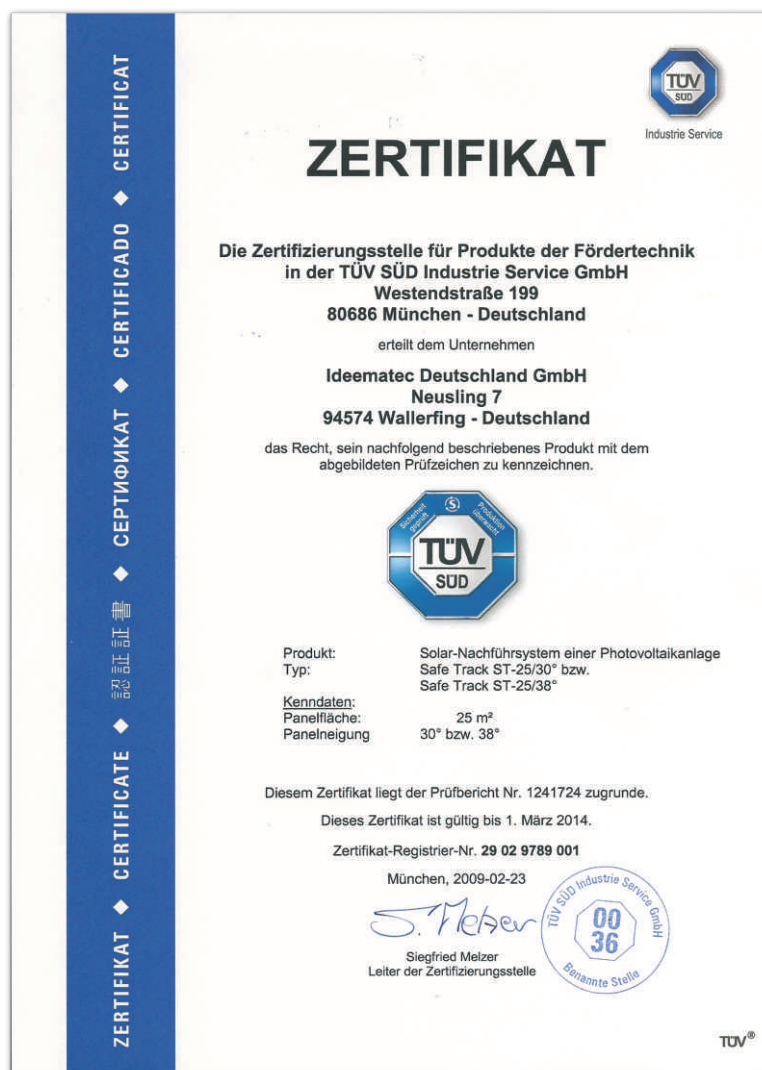 TÜV
SÜD
Industrie Service
ZERTIFIKAT
Die Zertifizierungsstelle für Produkte der Fördertechnik
in der TÜV SÜD Industrie Service GmbH
Westendstraße 199
80686 München - Deutschland
erteilt dem Unternehmen
Ideematec Deutschland GmbH
Neusling 7
94574 Wallerfing - Deutschland
das Recht, sein nachfolgend beschriebenes Produkt mit dem
abgebildeten Prüfzeichen zu kennzeichnen.
Sicherheit geprüft
S
Produktion überwacht
TÜV
SÜD
Produkt: Solar-Nachführsystem einer Photovoltaikanlage
Typ: Safe Track ST-25/30° bzw.
Safe Track ST-25/38°
Kenndaten:
Panelfläche: 25 m²
Panelneigung 30° bzw. 38°
Diesem Zertifikat liegt der Prüfbericht Nr. 1241724 zugrunde.
Dieses Zertifikat ist gültig bis 1. März 2014.
Zertifikat-Registrier-Nr. 29 02 9789 001
München, 2009-02-23
S. Melzer
Siegfried Melzer
Leiter der Zertifizierungsstelle
TÜV SÜD Industrie Service GmbH
00
36
Benannte Stelle
TÜV®
ZERTIFIKAT ◆ CERTIFICATE ◆ 認証証書 ◆ СЕРТИФИКАТ ◆ CERTIFICADO ◆ CERTIFICAT